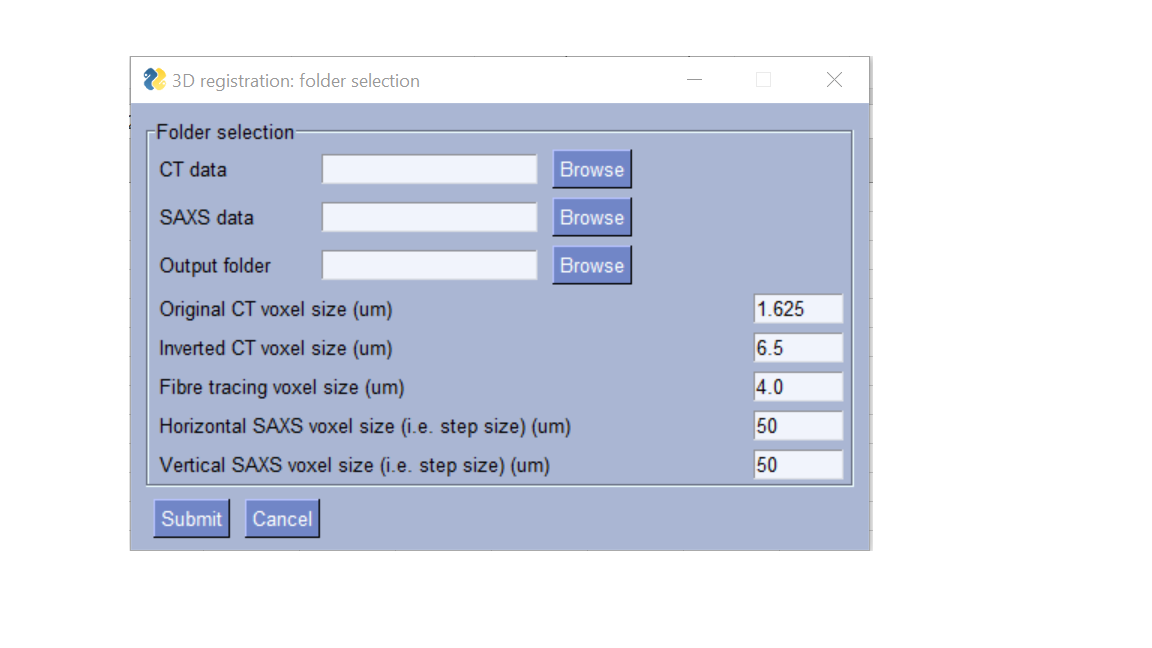 3D registration: folder selection
Folder selection
CT data Browse
SAXS data Browse
Output folder Browse
Original CT voxel size (um) 1.625
Inverted CT voxel size (um) 6.5
Fibre tracing voxel size (um) 4.0
Horizontal SAXS voxel size (i.e. step size) (um) 50
Vertical SAXS voxel size (i.e. step size) (um) 50
Submit Cancel